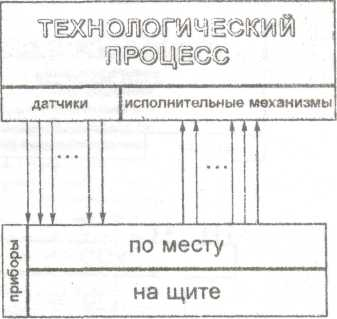 ТЕХНОЛОГИЧЕСКИЙ
ПРОЦЕСС
датчики
исполнительные механизмы
...
...
приборы
по месту
на щите